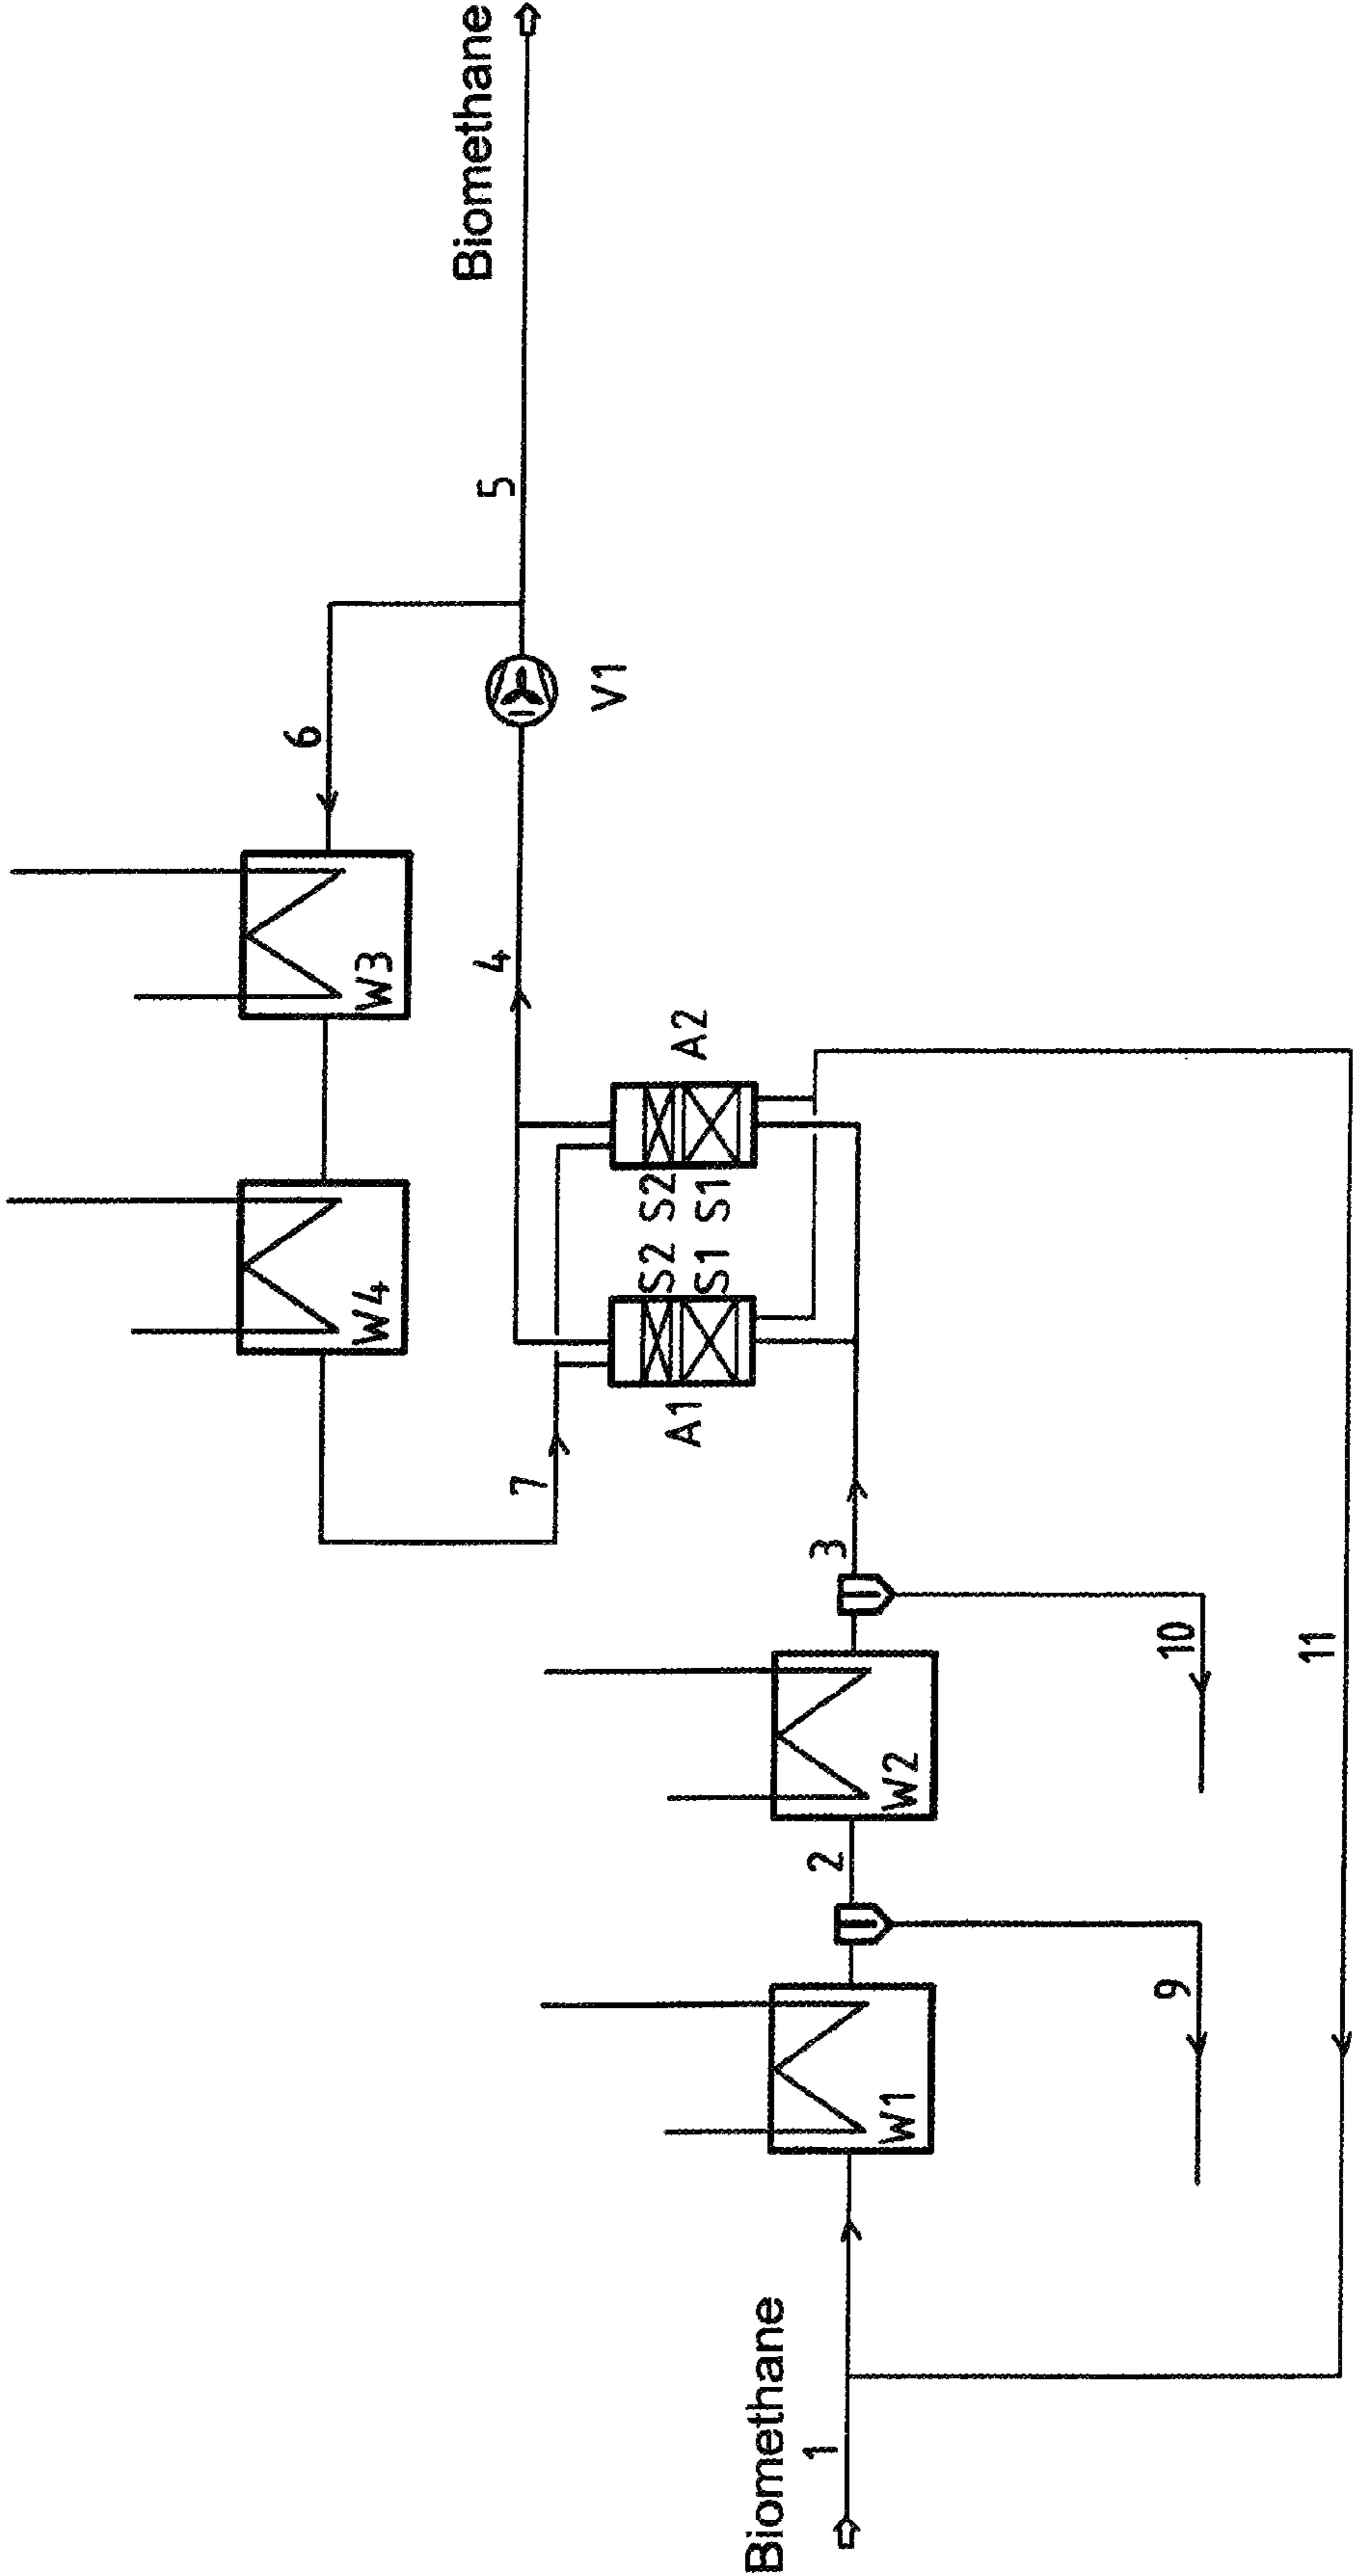 Biomethane
5
6
V1
W3
4
A2
W4
S2 S2
S1 S1
A1
7
3
10
11
W2
2
9
W1
Biomethane
1